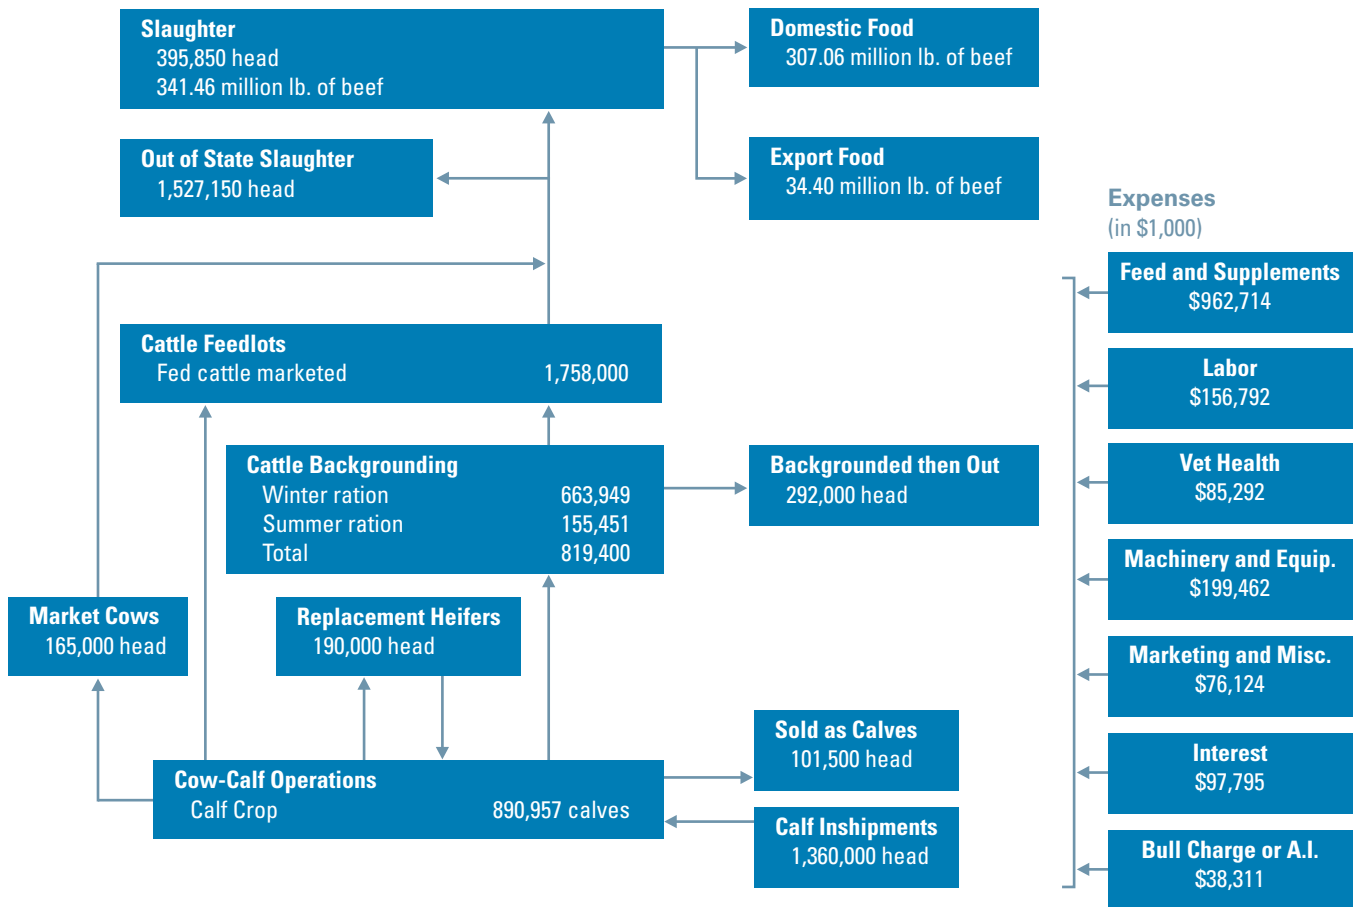 Slaughter
395,850 head
341.46 million lb. of beef
Domestic Food
307.06 million lb. of beef
Out of State Slaughter
1,527,150 head
Export Food
34.40 million lb. of beef
Expenses
(in $1,000)
Feed and Supplements
$962,714
Cattle Feedlots
Fed cattle marketed 1,758,000
Labor
$156,792
Cattle Backgrounding
Winter ration 663,949
Summer ration 155,451
Total 819,400
Backgrounded then Out
292,000 head
Vet Health
$85,292
Machinery and Equip.
$199,462
Market Cows
165,000 head
Replacement Heifers
190,000 head
Marketing and Misc.
$76,124
Sold as Calves
101,500 head
Interest
$97,795
Cow-Calf Operations
Calf Crop 890,957 calves
Calf Inshipments
1,360,000 head
Bull Charge or A.I.
$38,311